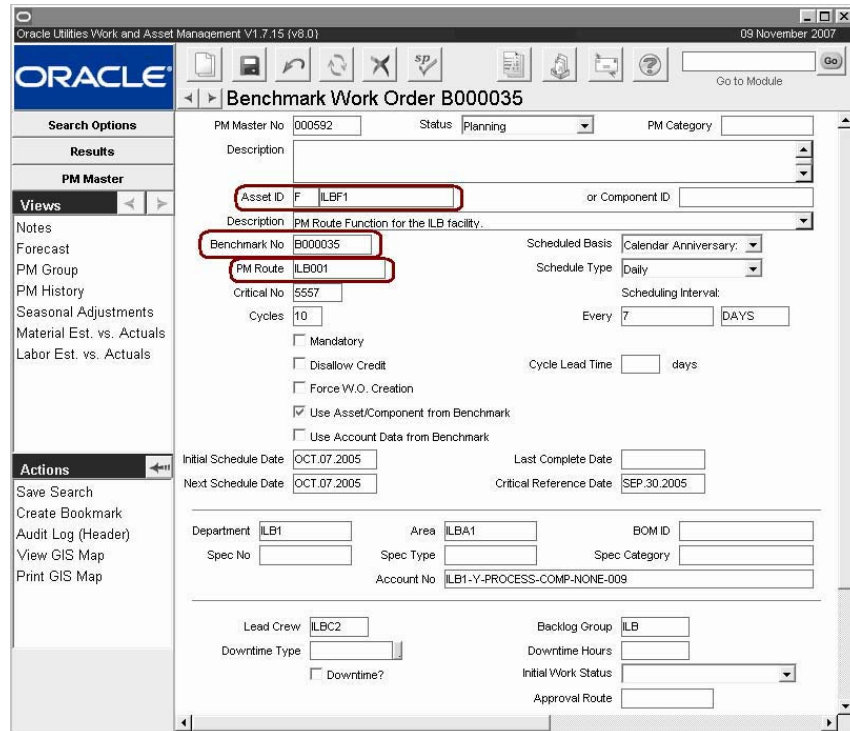 Oracle Utilities Work and Asset Management V1.7.15 (v8.0) 09 November 2007
ORACLE
sp
Go
Go to Module
Benchmark Work Order B000035
Search Options
Results
PM Master
Views
Notes
Forecast
PM Group
PM History
Seasonal Adjustments
Material Est. vs. Actuals
Labor Est. vs. Actuals
Actions
Save Search
Create Bookmark
Audit Log (Header)
View GIS Map
Print GIS Map
PM Master No 000592 Status Planning PM Category
Description
Asset ID F ILBF1 or Component ID
Description PM Route Function for the ILB facility.
Benchmark No B000035 Scheduled Basis Calendar Anniversary:
PM Route ILB001 Schedule Type Daily
Critical No 5557 Scheduling Interval:
Cycles 10 Every 7 DAYS
Mandatory
Disallow Credit Cycle Lead Time days
Force W.O. Creation
Use Asset/Component from Benchmark
Use Account Data from Benchmark
Initial Schedule Date OCT.07.2005 Last Complete Date
Next Schedule Date OCT.07.2005 Critical Reference Date SEP.30.2005
Department ILB1 Area ILBA1 BOM ID
Spec No Spec Type Spec Category
Account No ILB1-Y-PROCESS-COMP-NONE-009
Lead Crew ILBC2 Backlog Group ILB
Downtime Type Downtime Hours
Downtime? Initial Work Status
Approval Route